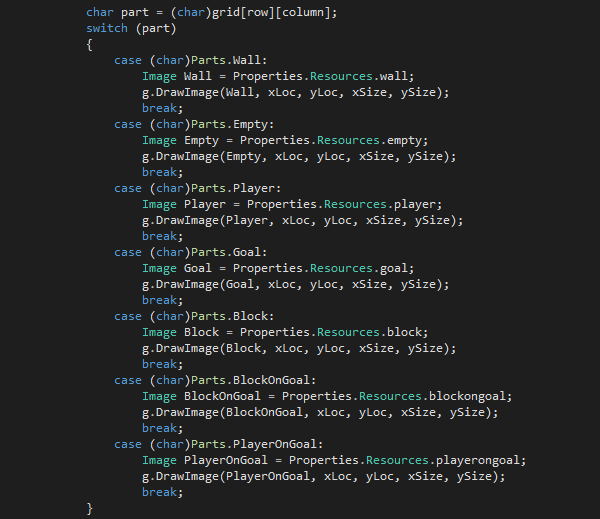 char part = (char)grid[row][column];
switch (part)
{
    case (char)Parts.Wall:
        Image Wall = Properties.Resources.wall;
        g.DrawImage(Wall, xLoc, yLoc, xSize, ySize);
        break;
    case (char)Parts.Empty:
        Image Empty = Properties.Resources.empty;
        g.DrawImage(Empty, xLoc, yLoc, xSize, ySize);
        break;
    case (char)Parts.Player:
        Image Player = Properties.Resources.player;
        g.DrawImage(Player, xLoc, yLoc, xSize, ySize);
        break;
    case (char)Parts.Goal:
        Image Goal = Properties.Resources.goal;
        g.DrawImage(Goal, xLoc, yLoc, xSize, ySize);
        break;
    case (char)Parts.Block:
        Image Block = Properties.Resources.block;
        g.DrawImage(Block, xLoc, yLoc, xSize, ySize);
        break;
    case (char)Parts.BlockOnGoal:
        Image BlockOnGoal = Properties.Resources.blockongoal;
        g.DrawImage(BlockOnGoal, xLoc, yLoc, xSize, ySize);
        break;
    case (char)Parts.PlayerOnGoal:
        Image PlayerOnGoal = Properties.Resources.playerongoal;
        g.DrawImage(PlayerOnGoal, xLoc, yLoc, xSize, ySize);
        break;
}